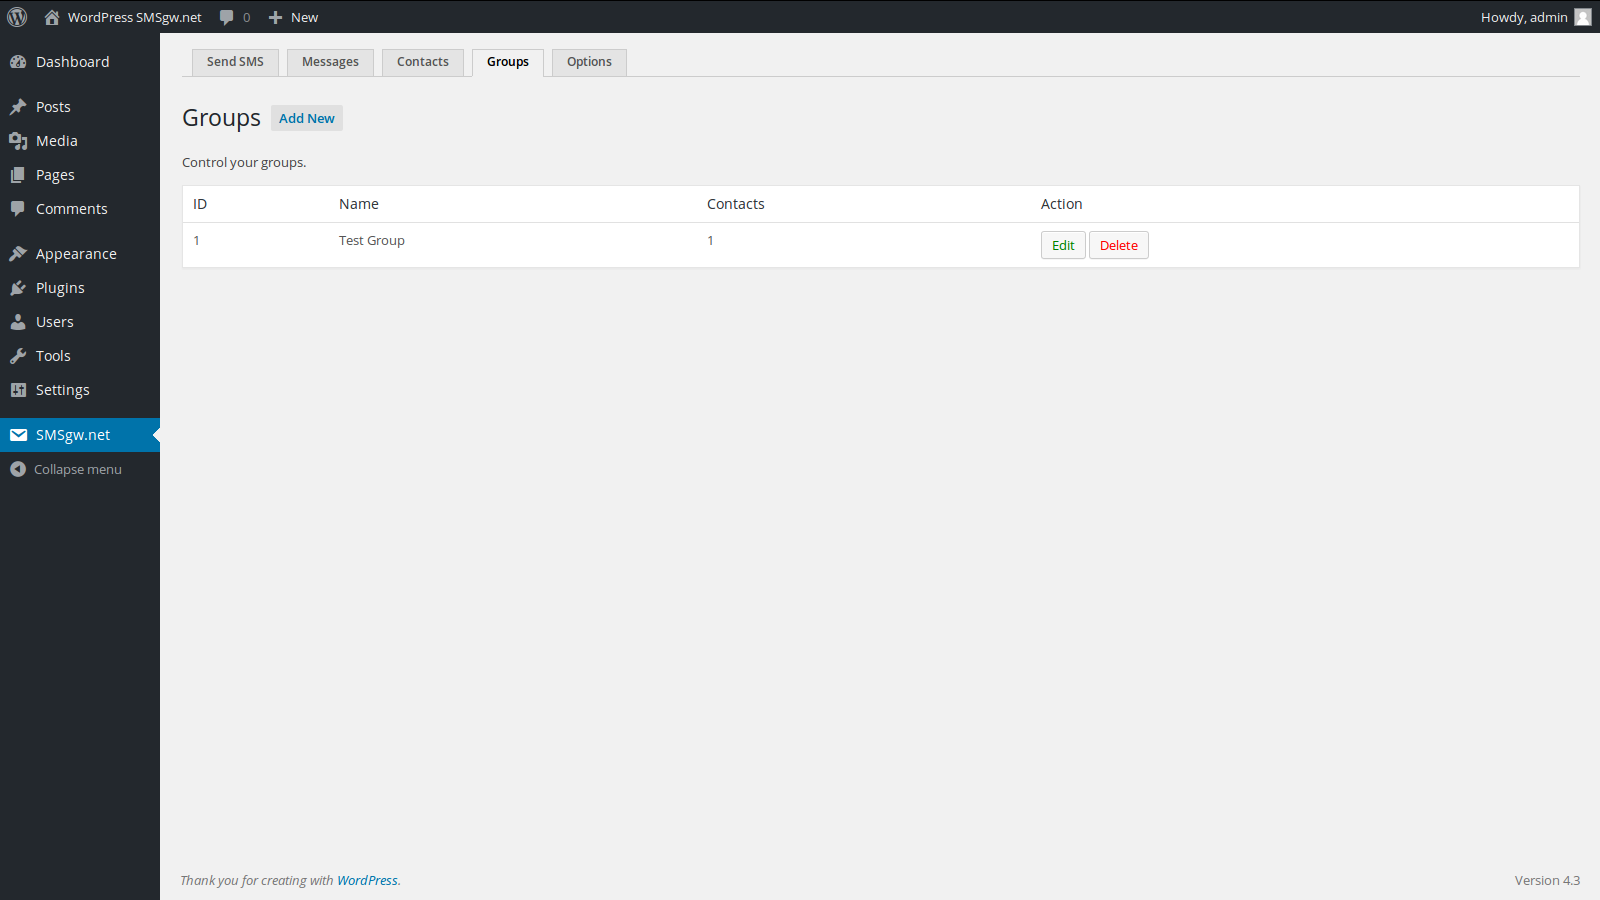 WordPress SMSgw.net 0 New Howdy, admin
Dashboard
Posts
Media
Pages
Comments
Appearance
Plugins
Users
Tools
Settings
SMSgw.net
Collapse menu
Send SMS Messages Contacts Groups Options
Groups Add New
Control your groups.
ID Name Contacts Action
1 Test Group 1 Edit Delete
Thank you for creating with WordPress. Version 4.3